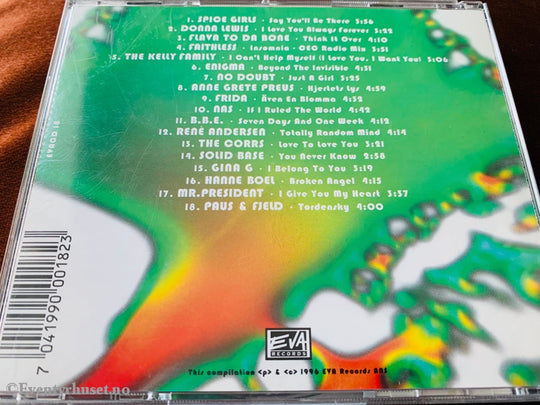 1. SPICE GIRLS · Say You'll Be There 3:56
2. DONNA LEWIS · I Love You Always Forever 3:22
3. FLAVA TO DA BONE · Think It Over 4:10
4. FAITHLESS · Insomnia - CEO Radio Mix 3:31
5. THE KELLY FAMILY · I Can't Help Myself (I Love You, I Want You) 3:06
6. ENIGMA · Beyond The Invisible 4:31
7. NO DOUBT · Just A Girl 3:25
8. ANNE GRETE PREUS · Hjertets Lys 4:59
9. FRIDA · Även En Blomma 4:32
10. NAS · If I Ruled The World 4:42
11. B.B.E. · Seven Days And One Week 4:12
12. RENÉ ANDERSEN · Totally Random Mind 4:14
13. THE CORRS · Love To Love You 3:21
14. SOLID BASE · You Never Know 2:58
15. GINA G · I Belong To You 3:19
16. HANNE BOEL · Broken Angel 4:15
17. MR.PRESIDENT · I Give You My Heart 3:37
18. PAUS & FJELD · Tordensky 4:00
7 041990 001823
EVA
RECORDS
This compilation <p> & <c> 1996 EVA Records ANS
© Eventyrhuset.no